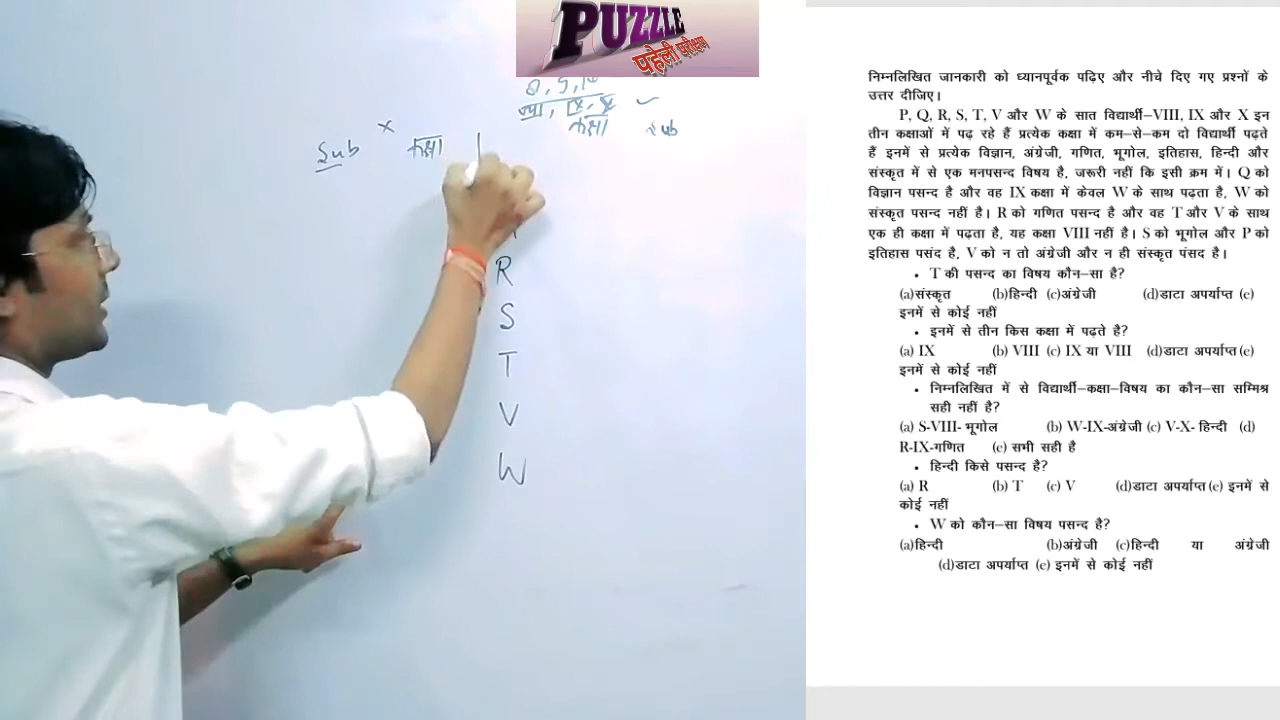 PUZZLE
पहेली परीक्षण
Sub × कक्षा
कक्षा
R
S
T
V
W
निम्नलिखित जानकारी को ध्यानपूर्वक पढ़िए और नीचे दिए गए प्रश्नों के
उत्तर दीजिए।
P, Q, R, S, T, V और W के सात विद्यार्थी–VIII, IX और X इन
तीन कक्षाओं में पढ़ रहे हैं प्रत्येक कक्षा में कम–से–कम दो विद्यार्थी पढ़ते
हैं इनमें से प्रत्येक विज्ञान, अंग्रेजी, गणित, भूगोल, इतिहास, हिन्दी और
संस्कृत में से एक मनपसन्द विषय है, जरूरी नहीं कि इसी क्रम में। Q को
विज्ञान पसन्द है और वह IX कक्षा में केवल W के साथ पढ़ता है, W को
संस्कृत पसन्द नहीं है। R को गणित पसन्द है और वह T और V के साथ
एक ही कक्षा में पढ़ता है, यह कक्षा VIII नहीं है। S को भूगोल और P को
इतिहास पसंद है, V को न तो अंग्रेजी और न ही संस्कृत पंसद है।
• T की पसन्द का विषय कौन–सा है?
(a)संस्कृत (b)हिन्दी (c)अंग्रेजी (d)डाटा अपर्याप्त (e)
इनमें से कोई नहीं
• इनमें से तीन किस कक्षा में पढ़ते है?
(a) IX (b) VIII (c) IX या VIII (d)डाटा अपर्याप्त (e)
इनमें से कोई नहीं
• निम्नलिखित में से विद्यार्थी–कक्षा–विषय का कौन–सा सम्मिश्र
सही नहीं है?
(a) S-VIII- भूगोल (b) W-IX-अंग्रेजी (c) V-X- हिन्दी (d)
R-IX-गणित (e) सभी सही है
• हिन्दी किसे पसन्द है?
(a) R (b) T (c) V (d)डाटा अपर्याप्त (e) इनमें से
कोई नहीं
• W को कौन–सा विषय पसन्द है?
(a)हिन्दी (b)अंग्रेजी (c)हिन्दी या अंग्रेजी
(d)डाटा अपर्याप्त (e) इनमें से कोई नहीं